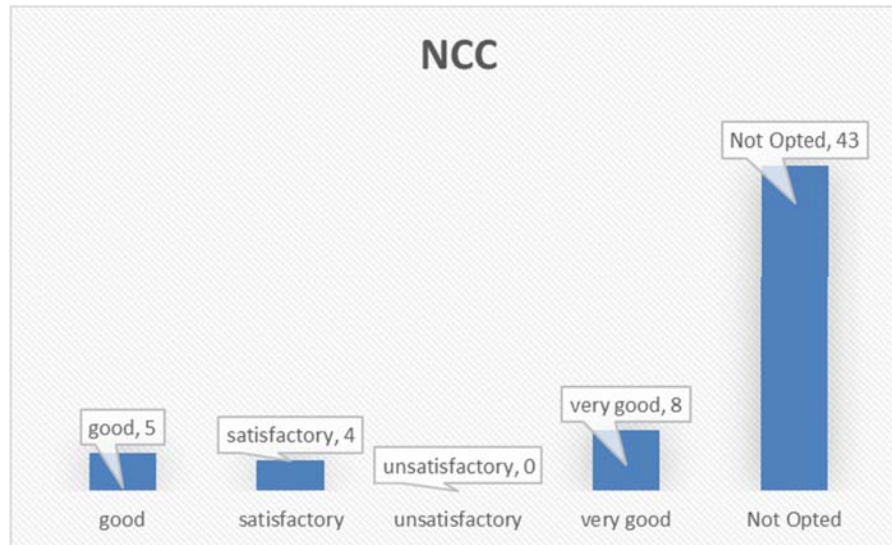 NCC
Not Opted, 43
very good, 8
good, 5
satisfactory, 4
unsatisfactory, 0
good
satisfactory
unsatisfactory
very good
Not Opted